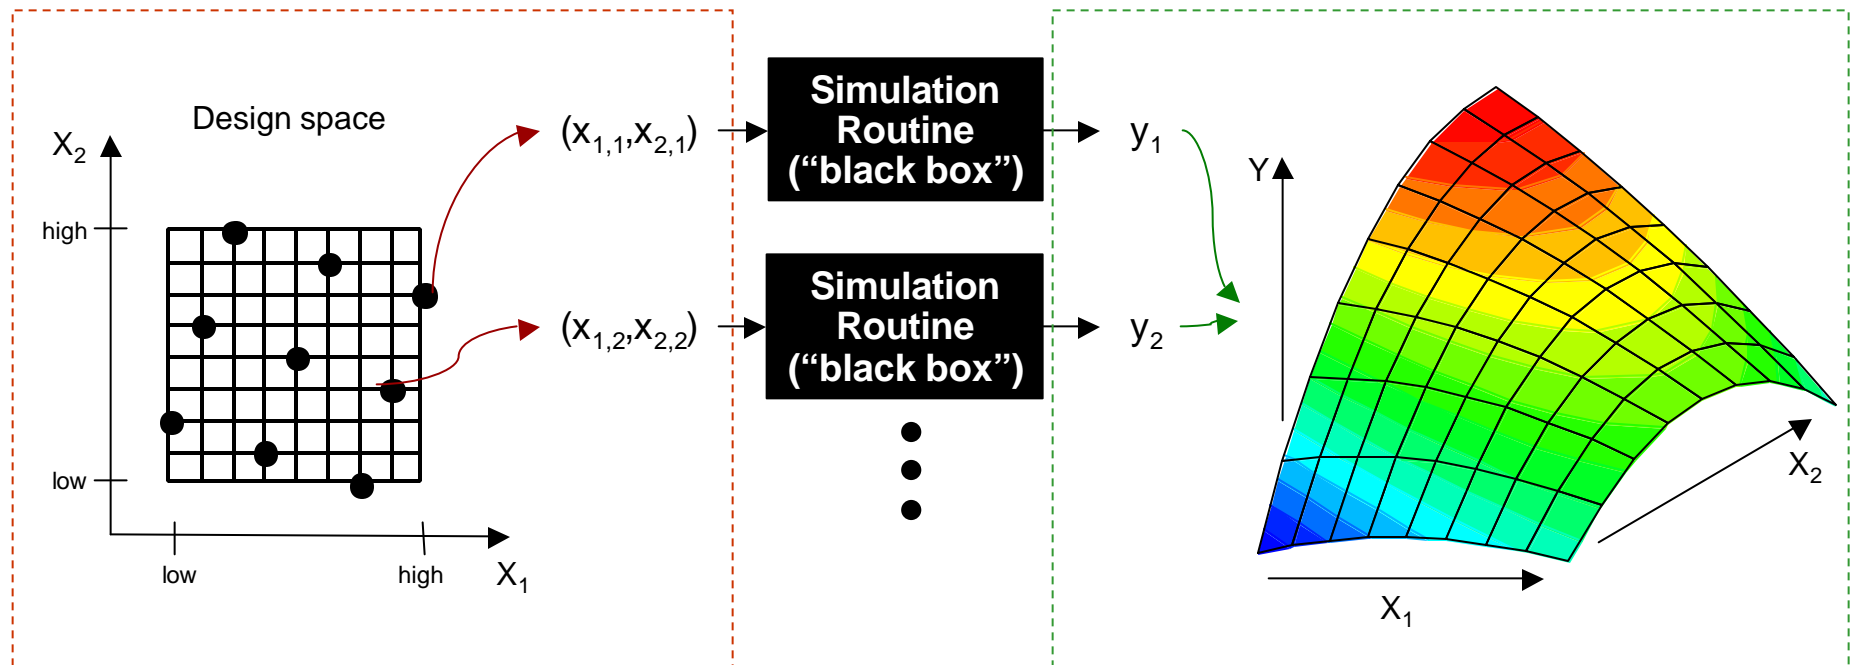 Design space
X2
high
low
low
high
X1
(x1,1,x2,1)
(x1,2,x2,2)
Simulation
Routine
(“black box”)
Simulation
Routine
(“black box”)
y1
y2
Y
X1
X2